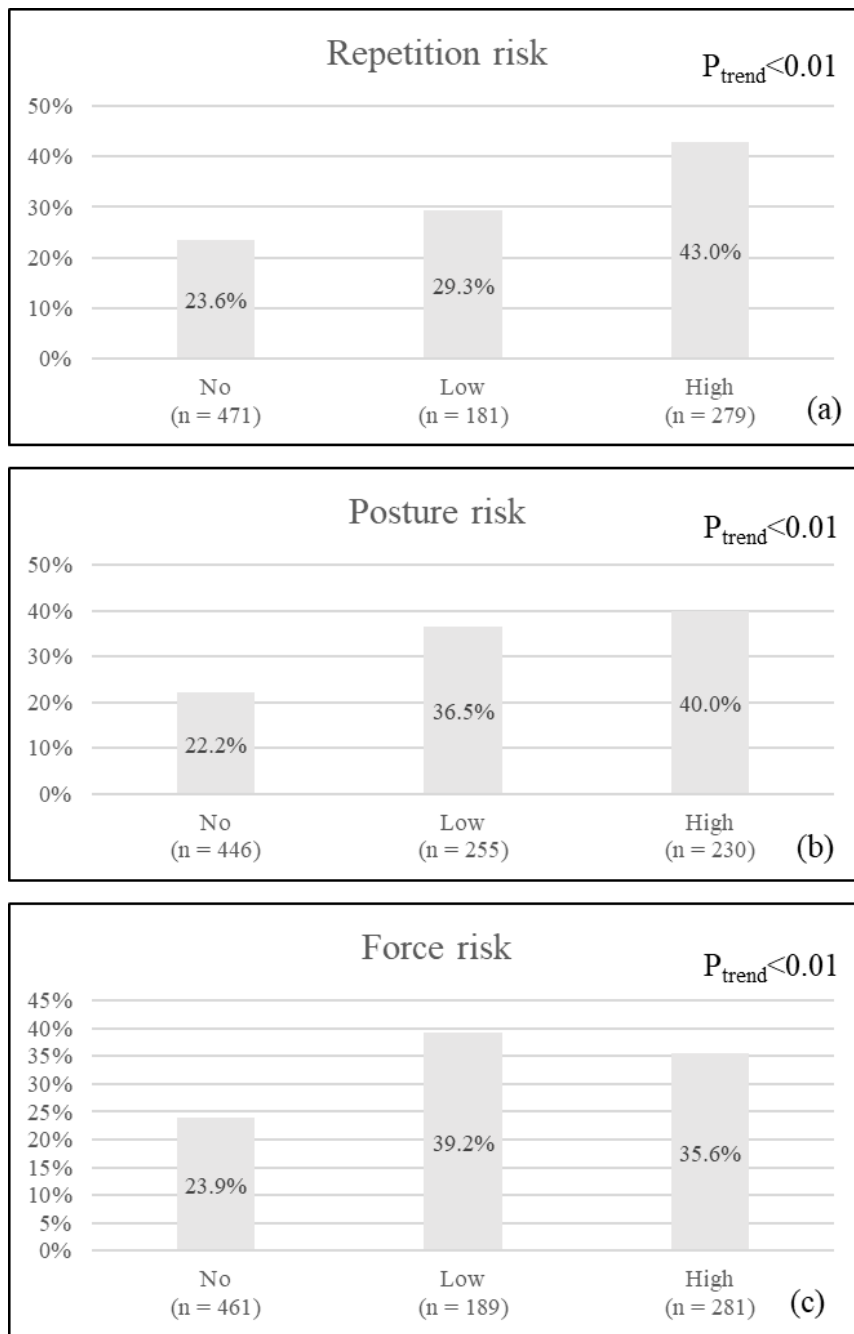 Repetition risk
P_trend<0.01
50%
40%
30%
20%
10%
0%
23.6%
29.3%
43.0%
No
(n = 471)
Low
(n = 181)
High
(n = 279)
(a)
Posture risk
P_trend<0.01
50%
40%
30%
20%
10%
0%
22.2%
36.5%
40.0%
No
(n = 446)
Low
(n = 255)
High
(n = 230)
(b)
Force risk
P_trend<0.01
45%
40%
35%
30%
25%
20%
15%
10%
5%
0%
23.9%
39.2%
35.6%
No
(n = 461)
Low
(n = 189)
High
(n = 281)
(c)